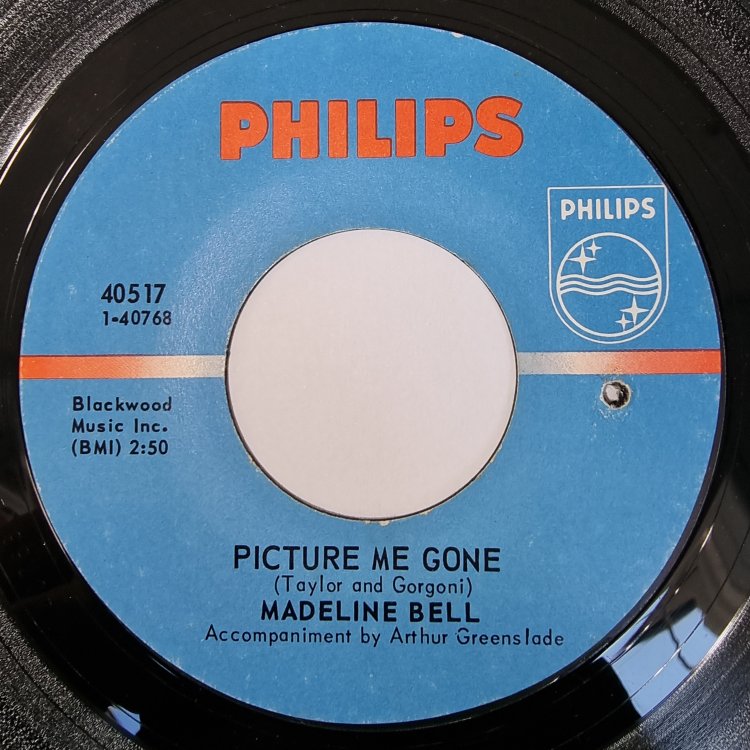 PHILIPS
PHILIPS
40517
1-40768
Blackwood
Music Inc.
(BMI) 2:50
PICTURE ME GONE
(Taylor and Gorgoni)
MADELINE BELL
Accompaniment by Arthur Greenslade